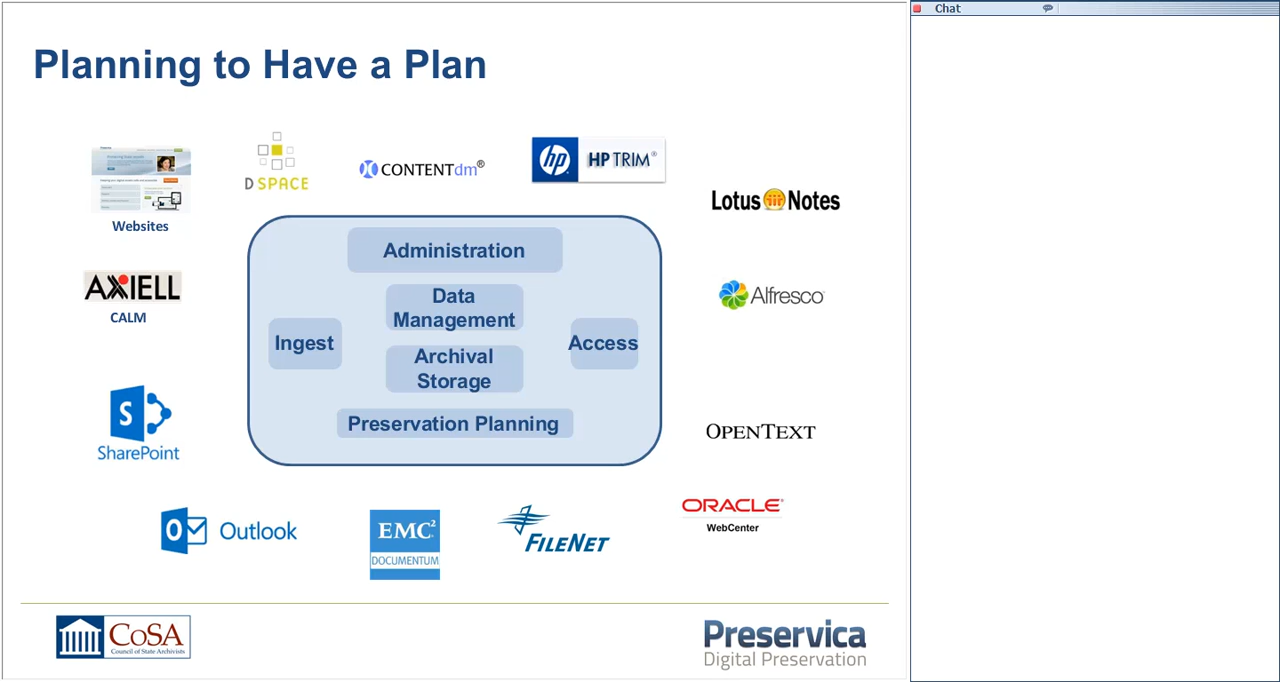 Chat
Planning to Have a Plan
Websites
DSPACE
CONTENTdm®
hp HP TRIM®
Lotus Notes
AXIELL
CALM
Alfresco
Administration
Data
Management
Ingest
Access
Archival
Storage
Preservation Planning
S
SharePoint
OPENTEXT
ORACLE®
WebCenter
O Outlook
EMC²
DOCUMENTUM
FILENET
CoSA
Council of State Archivists
Preservica
Digital Preservation